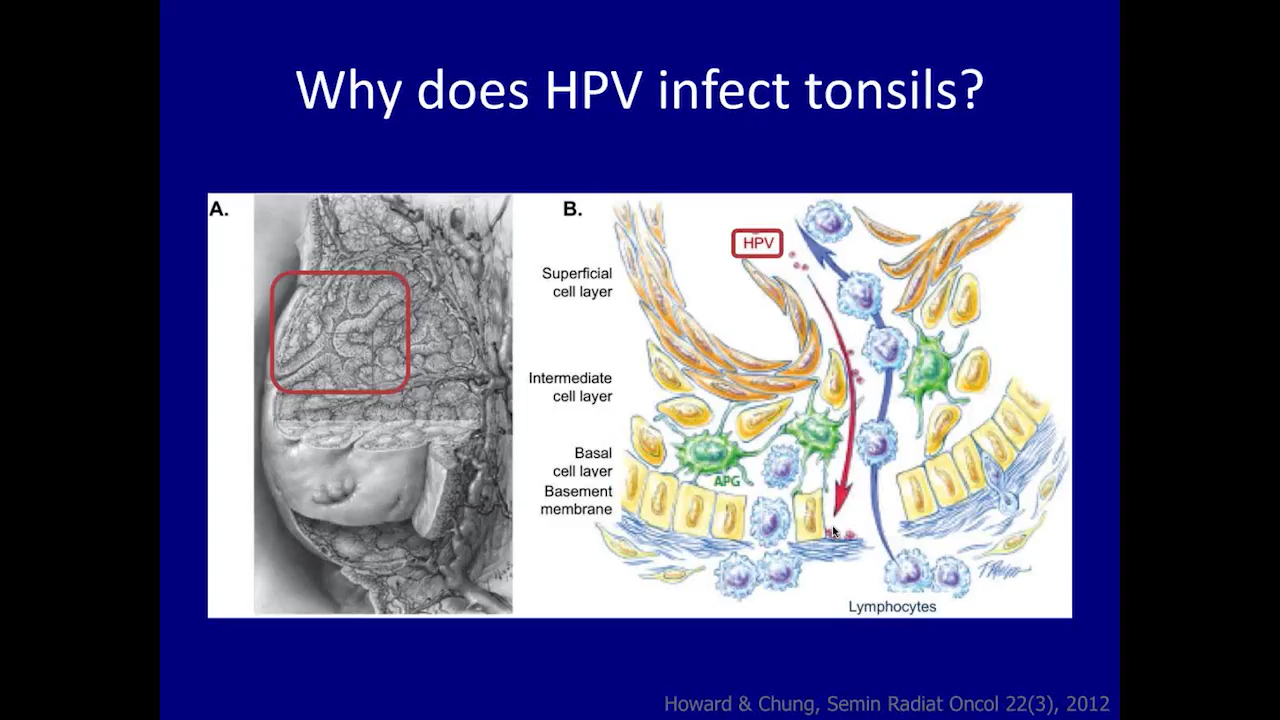 Why does HPV infect tonsils?
A.
B.
HPV
Superficial
cell layer
Intermediate
cell layer
Basal
cell layer
APG
Basement
membrane
Lymphocytes
Howard & Chung, Semin Radiat Oncol 22(3), 2012